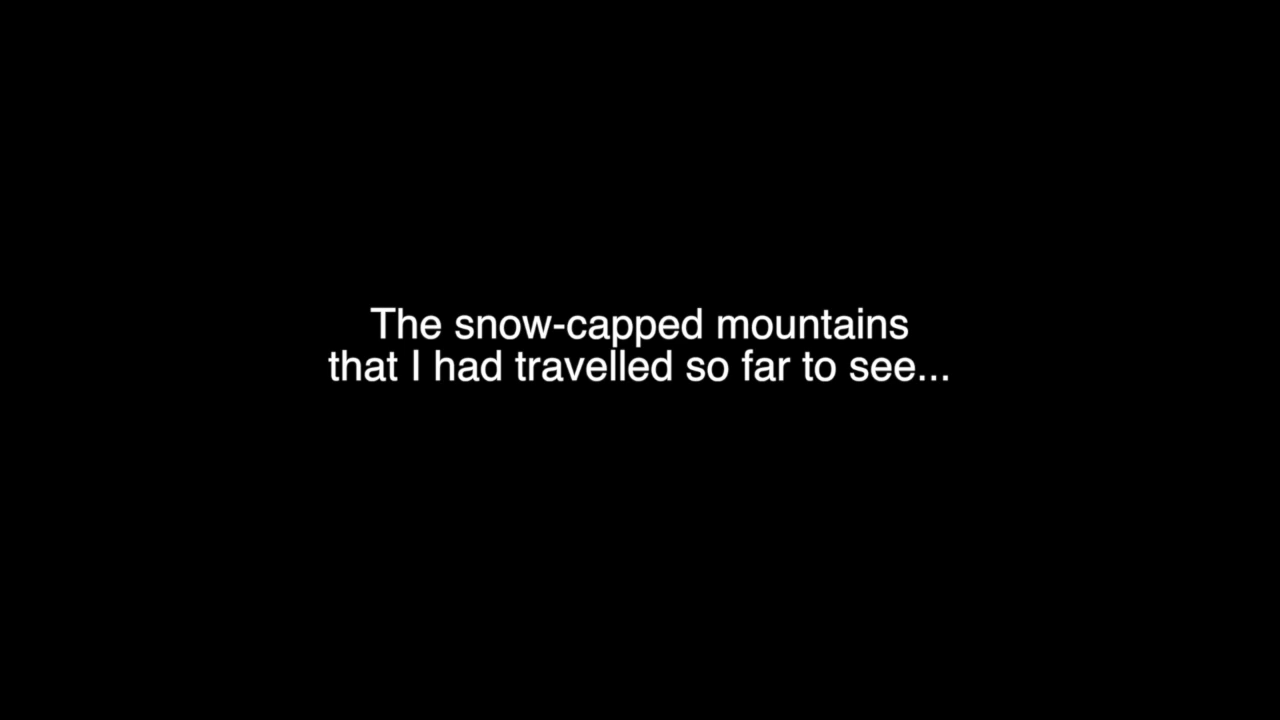 The snow-capped mountains
that I had travelled so far to see...